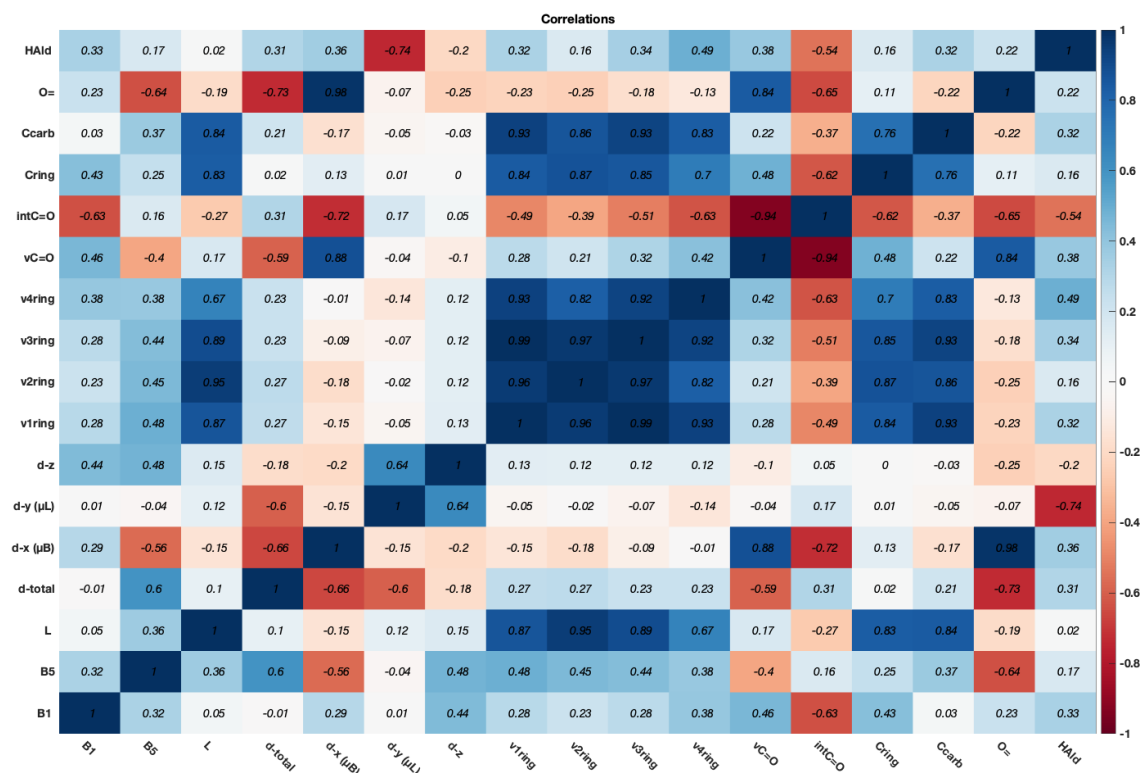 Correlations
HAld 0.33 0.17 0.02 0.31 0.36 -0.74 -0.2 0.32 0.16 0.34 0.49 0.38 -0.54 0.16 0.32 0.22 1
O= 0.23 -0.64 -0.19 -0.73 0.98 -0.07 -0.25 -0.23 -0.25 -0.18 -0.13 0.84 -0.65 0.11 -0.22 1 0.22
Ccarb 0.03 0.37 0.84 0.21 -0.17 -0.05 -0.03 0.93 0.86 0.93 0.83 0.22 -0.37 0.76 1 -0.22 0.32
Cring 0.43 0.25 0.83 0.02 0.13 0.01 0 0.84 0.87 0.85 0.7 0.48 -0.62 1 0.76 0.11 0.16
intC=O -0.63 0.16 -0.27 0.31 -0.72 0.17 0.05 -0.49 -0.39 -0.51 -0.63 -0.94 1 -0.62 -0.37 -0.65 -0.54
vC=O 0.46 -0.4 0.17 -0.59 0.88 -0.04 -0.1 0.28 0.21 0.32 0.42 1 -0.94 0.48 0.22 0.84 0.38
v4ring 0.38 0.38 0.67 0.23 -0.01 -0.14 0.12 0.93 0.82 0.92 1 0.42 -0.63 0.7 0.83 -0.13 0.49
v3ring 0.28 0.44 0.89 0.23 -0.09 -0.07 0.12 0.99 0.97 1 0.92 0.32 -0.51 0.85 0.93 -0.18 0.34
v2ring 0.23 0.45 0.95 0.27 -0.18 -0.02 0.12 0.96 1 0.97 0.82 0.21 -0.39 0.87 0.86 -0.25 0.16
v1ring 0.28 0.48 0.87 0.27 -0.15 -0.05 0.13 1 0.96 0.99 0.93 0.28 -0.49 0.84 0.93 -0.23 0.32
d-z 0.44 0.48 0.15 -0.18 -0.2 0.64 1 0.13 0.12 0.12 0.12 -0.1 0.05 0 -0.03 -0.25 -0.2
d-y (µL) 0.01 -0.04 0.12 -0.6 -0.15 1 0.64 -0.05 -0.02 -0.07 -0.14 -0.04 0.17 0.01 -0.05 -0.07 -0.74
d-x (µB) 0.29 -0.56 -0.15 -0.66 1 -0.15 -0.2 -0.15 -0.18 -0.09 -0.01 0.88 -0.72 0.13 -0.17 0.98 0.36
d-total -0.01 0.6 0.1 1 -0.66 -0.6 -0.18 0.27 0.27 0.23 0.23 -0.59 0.31 0.02 0.21 -0.73 0.31
L 0.05 0.36 1 0.1 -0.15 0.12 0.15 0.87 0.95 0.89 0.67 0.17 -0.27 0.83 0.84 -0.19 0.02
B5 0.32 1 0.36 0.6 -0.56 -0.04 0.48 0.48 0.45 0.44 0.38 -0.4 0.16 0.25 0.37 -0.64 0.17
B1 1 0.32 0.05 -0.01 0.29 0.01 0.44 0.28 0.23 0.28 0.38 0.46 -0.63 0.43 0.03 0.23 0.33
B1 B5 L d-total d-x (µB) d-y (µL) d-z v1ring v2ring v3ring v4ring vC=O intC=O Cring Ccarb O= HAld
1
0.8
0.6
0.4
0.2
0
-0.2
-0.4
-0.6
-0.8
-1